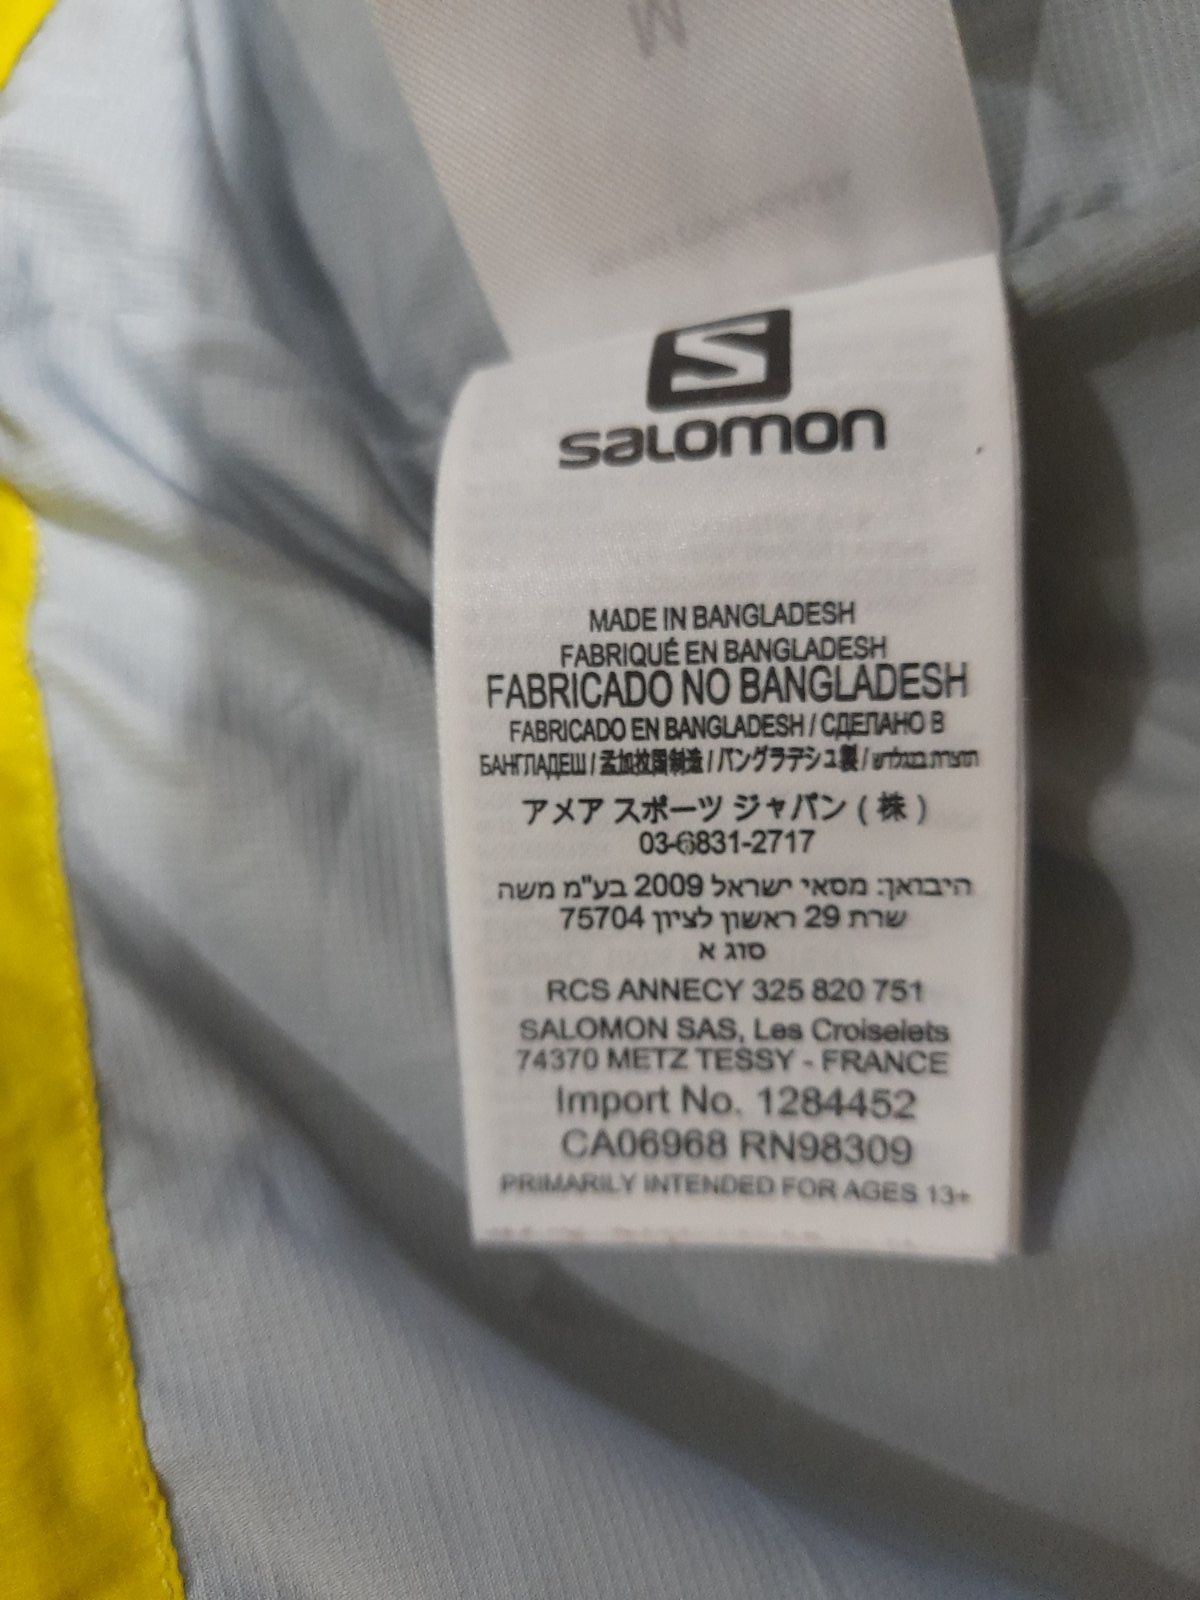 M
S
SALOMON
MADE IN BANGLADESH
FABRIQUÉ EN BANGLADESH
FABRICADO NO BANGLADESH
FABRICADO EN BANGLADESH / СДЕЛАНО В
БАНГЛАДЕШ / 孟加拉国制造 / バングラデシュ製 / תוצרת בנגלדש
アメア スポーツ ジャパン ( 株 )
03-6831-2717
היבואן: מסאי ישראל 2009 בע"מ משה
שרת 29 ראשון לציון 75704
סוג א
RCS ANNECY 325 820 751
SALOMON SAS, Les Croiselets
74370 METZ TESSY - FRANCE
Import No. 1284452
CA06968 RN98309
PRIMARILY INTENDED FOR AGES 13+